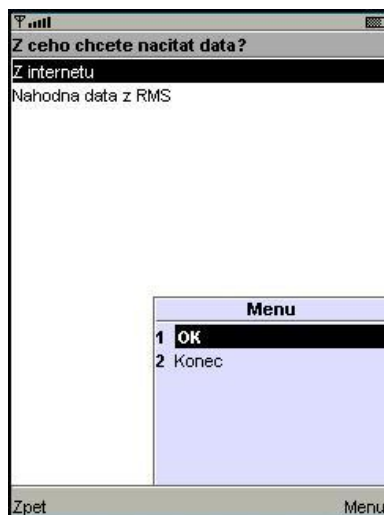 Z ceho chcete nacitat data?
Z internetu
Nahodna data z RMS
Menu
1 OK
2 Konec
Zpet Menu